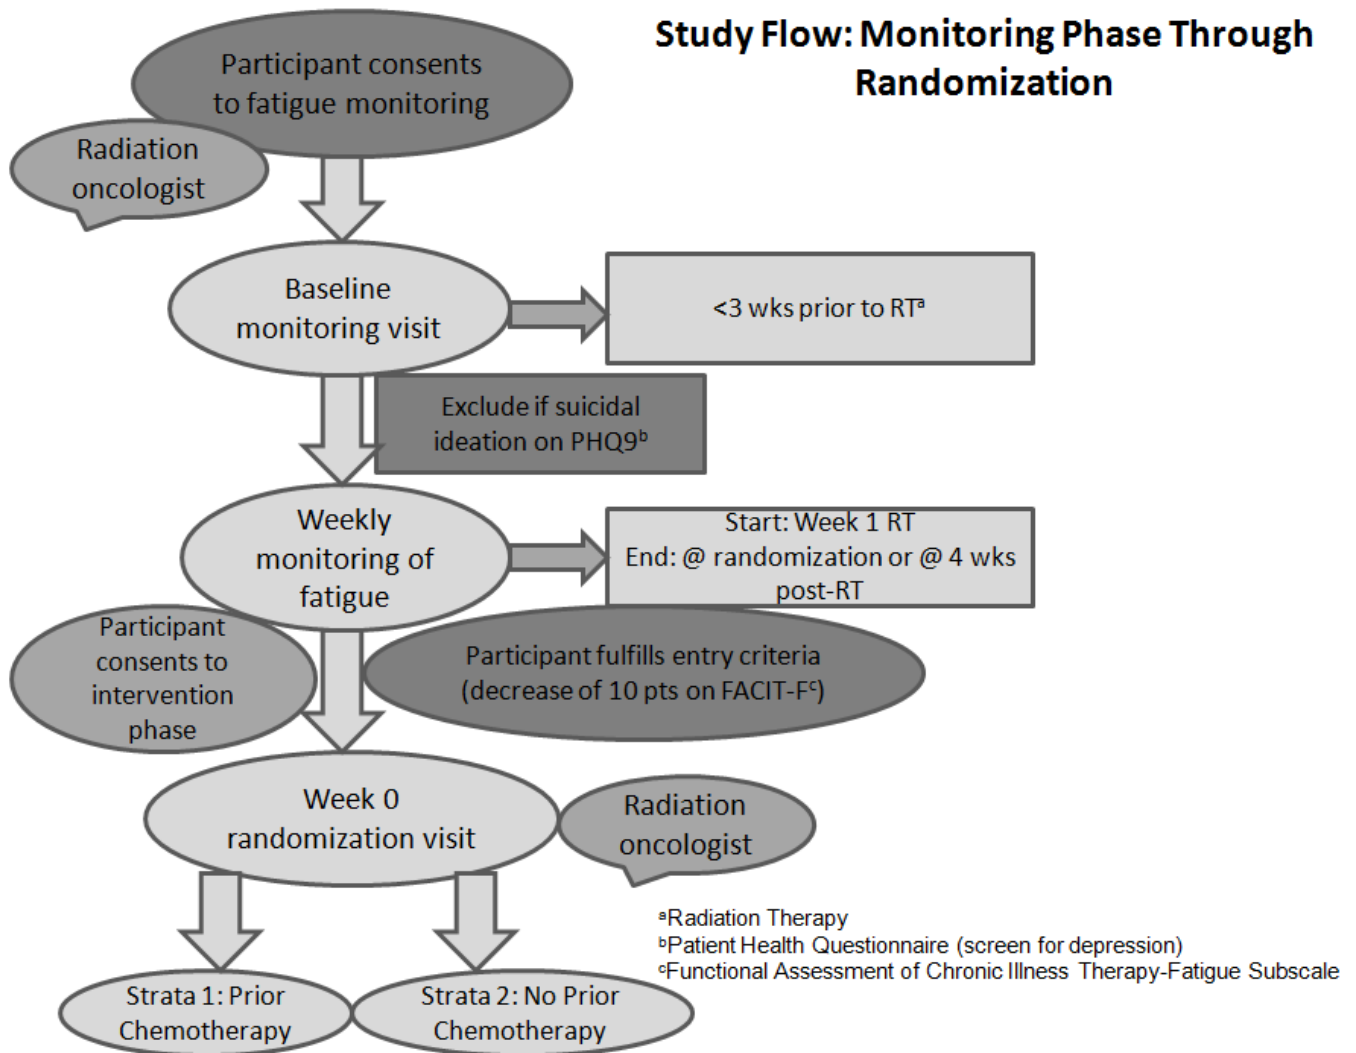 Study Flow: Monitoring Phase Through
Randomization
Participant consents
to fatigue monitoring
Radiation
oncologist
Baseline
monitoring visit
<3 wks prior to RTᵃ
Exclude if suicidal
ideation on PHQ9ᵇ
Weekly
monitoring of
fatigue
Start: Week 1 RT
End: @ randomization or @ 4 wks
post-RT
Participant
consents to
intervention
phase
Participant fulfills entry criteria
(decrease of 10 pts on FACIT-Fᶜ)
Week 0
randomization visit
Radiation
oncologist
Strata 1: Prior
Chemotherapy
Strata 2: No Prior
Chemotherapy
ᵃRadiation Therapy
ᵇPatient Health Questionnaire (screen for depression)
ᶜFunctional Assessment of Chronic Illness Therapy-Fatigue Subscale